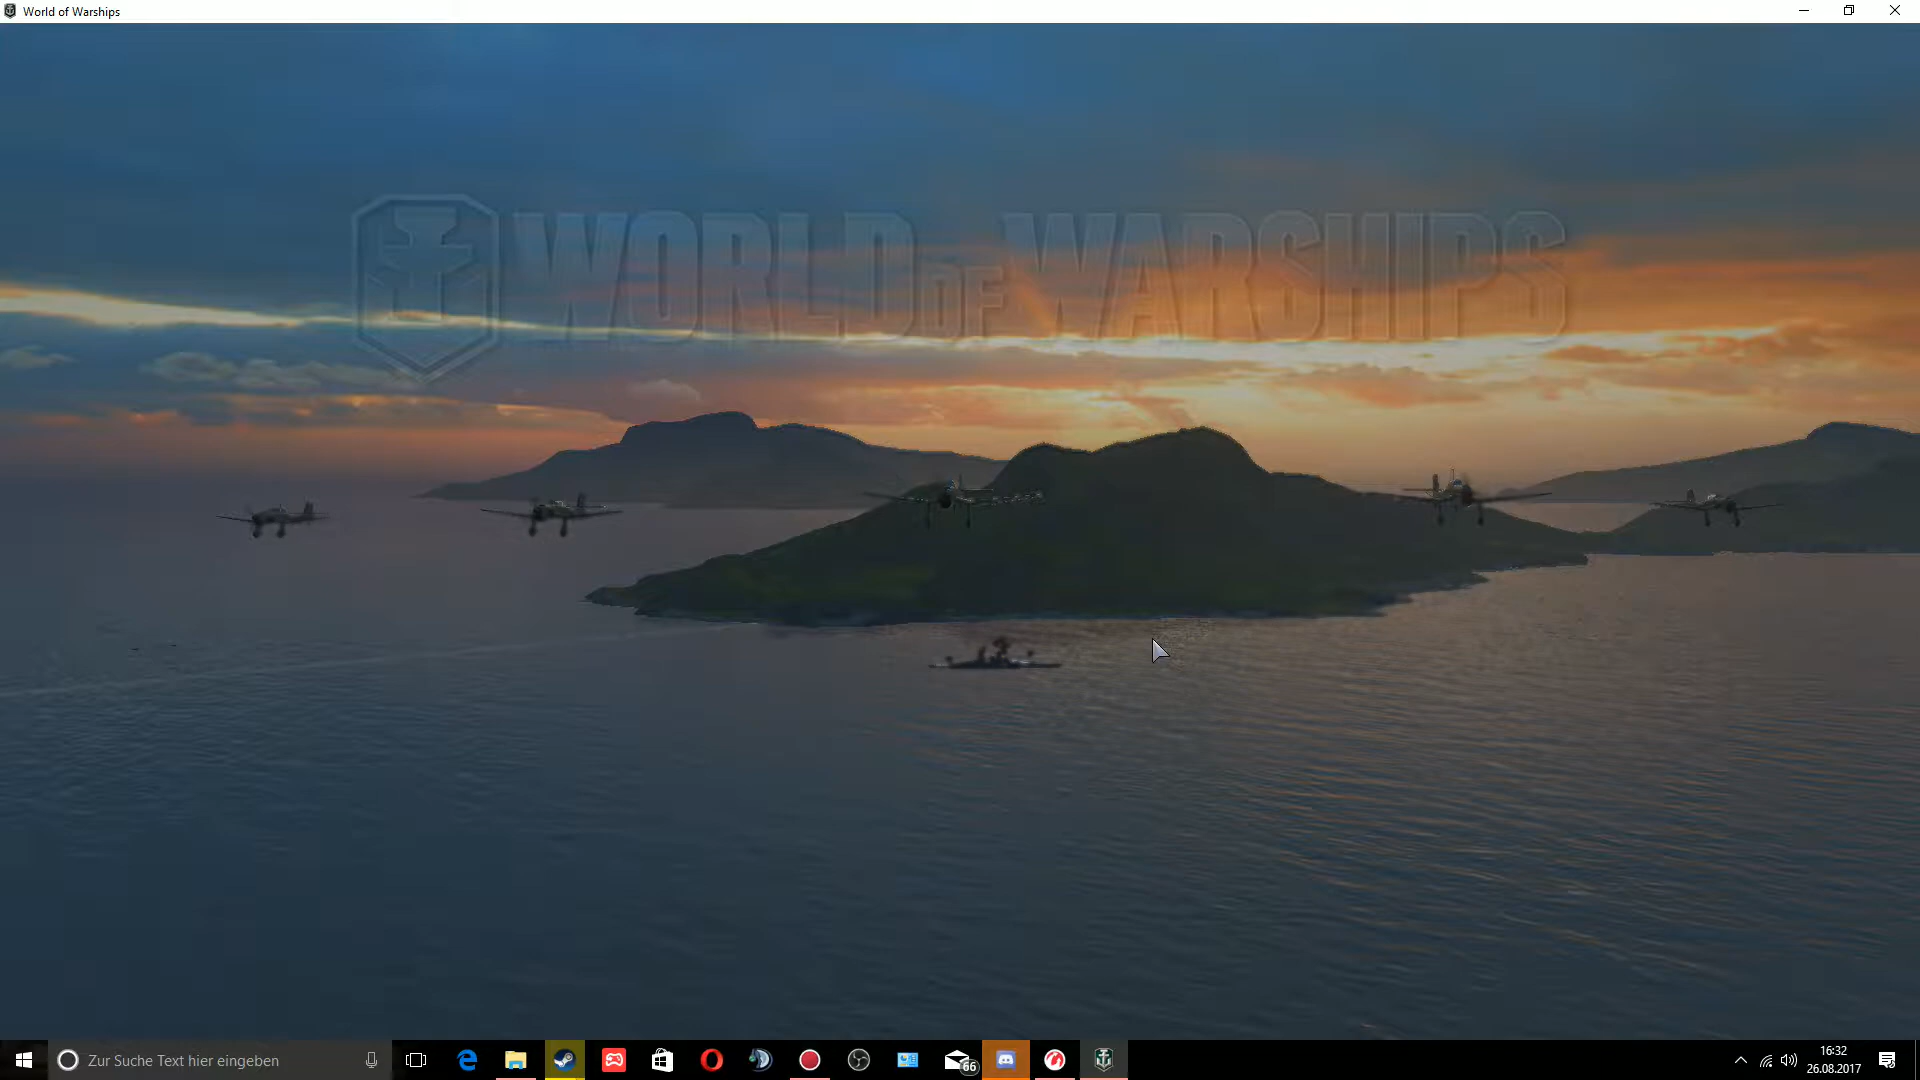 World of Warships
WORLD OF WARSHIPS
Zur Suche Text hier eingeben
66
16:32
26.08.2017